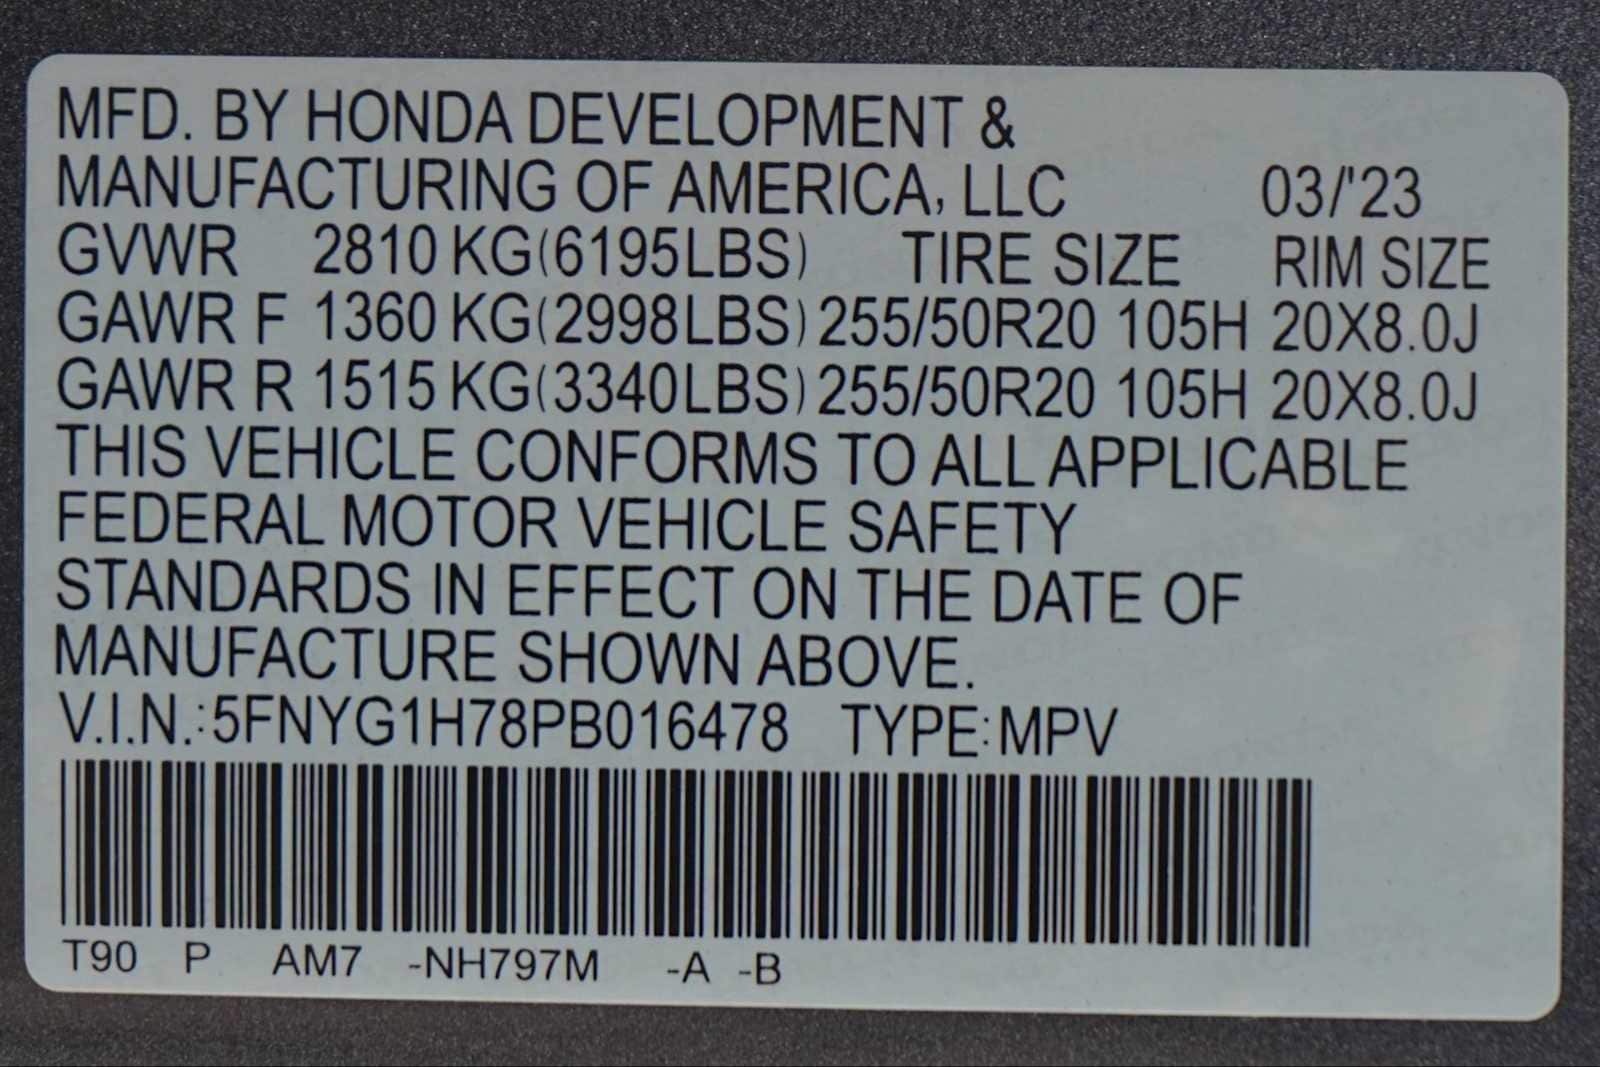 MFD. BY HONDA DEVELOPMENT &
MANUFACTURING OF AMERICA, LLC 03/'23
GVWR 2810 KG(6195LBS) TIRE SIZE RIM SIZE
GAWR F 1360 KG(2998LBS) 255/50R20 105H 20X8.0J
GAWR R 1515 KG(3340LBS) 255/50R20 105H 20X8.0J
THIS VEHICLE CONFORMS TO ALL APPLICABLE
FEDERAL MOTOR VEHICLE SAFETY
STANDARDS IN EFFECT ON THE DATE OF
MANUFACTURE SHOWN ABOVE.
V.I.N.:5FNYG1H78PB016478 TYPE:MPV
T90 P AM7 -NH797M -A -B